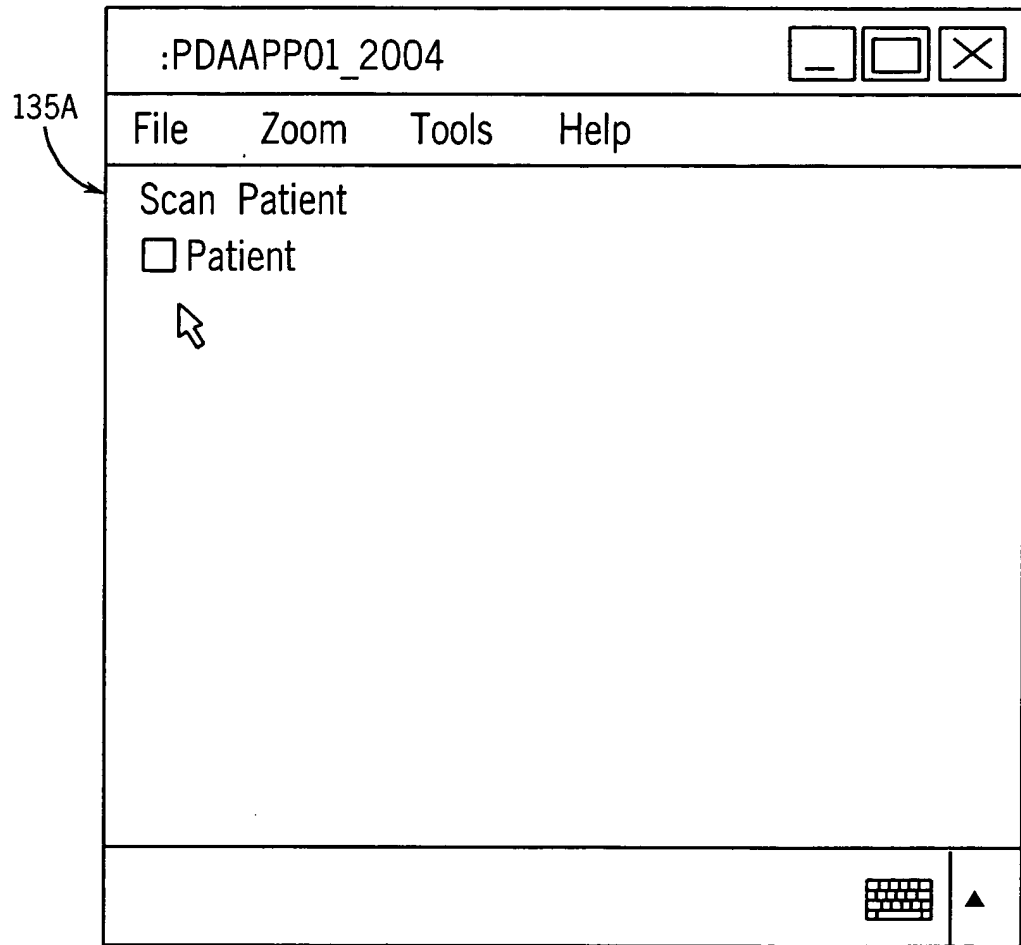 :PDAAPP01_2004
135A
File Zoom Tools Help
Scan Patient
Patient